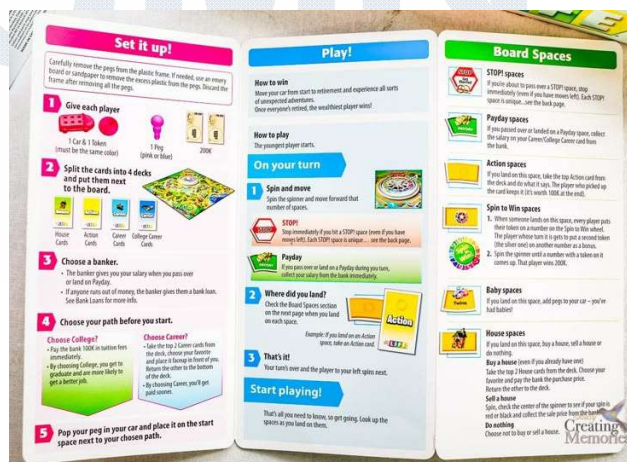 Set it up!
Carefully remove the pegs from the plastic frame. If needed, use an emery
board or sandpaper to remove the excess plastic from the pegs. Discard the
frame after removing all the pegs.
1 Give each player
1 Car & 1 Token
(must be the same color)
1 Peg
(pink or blue)
200K
2 Split the cards into 4 decks
and put them next
to the board.
House
Cards
Action
Cards
Career
Cards
College Career
Cards
3 Choose a banker.
• The banker gives your salary when you pass over
or land on Payday.
• If anyone runs out of money, the banker gives them a bank loan.
See Bank Loans for more info.
4 Choose your path before you start.
Choose College?
• Pay the bank 100K in tuition fees
immediately.
• By choosing College, you get to
graduate and are more likely to
get a better job.
Choose Career?
• Take the top 2 Career cards from
the deck, choose your favorite
and place it faceup in front of you.
Return the other to the bottom
of the deck.
• By choosing Career, you'll get
paid sooner.
5 Pop your peg in your car and place it on the start
space next to your chosen path.
Play!
How to win
Move your car from start to retirement and experience all sorts
of unexpected adventures.
Once everyone's retired, the wealthiest player wins!
How to play
The youngest player starts.
On your turn
1 Spin and move
Spin the spinner and move forward that
number of spaces.
STOP!
Stop immediately if you hit a STOP! space (even if you have
moves left). Each STOP! space is unique... see the back page.
Payday
If you pass over or land on a Payday during your turn,
collect your salary from the bank immediately.
2 Where did you land?
Check the Board Spaces section
on the next page when you land
on each space.
Example: If you land on an Action
space, take an Action card.
Action
LIFE
3 That's it!
Your turn's over and the player to your left spins next.
Start playing!
That's all you need to know, so get going. Look up the
spaces as you land on them.
Board Spaces
STOP! spaces
If you're about to pass over a STOP! space, stop
immediately (even if you have moves left). Each STOP!
space is unique...see the back page.
Payday spaces
If you passed over or landed on a Payday space, collect
the salary on your Career/College Career card from
the bank.
Action spaces
If you land on this space, take the top Action card from
the deck and do what it says. The player who picked up
the card keeps it (it's worth 100K at the end).
Spin to Win spaces
1. When someone lands on this space, every player puts
their token on a number on the Spin to Win wheel.
The player whose turn it is gets to put a second token
(the silver one) on another number as a bonus.
2. Spin the spinner until a number with a token on it
comes up. That player wins 200K.
Baby spaces
If you land on this space, add pegs to your car – you've
had babies!
Twins
House spaces
If you land on this space, buy a house, sell a house or
do nothing.
Buy a house (even if you already have one)
Take the top 2 House cards from the deck. Choose your
favorite and pay the bank the purchase price.
Return the other to the deck.
Sell a house
Spin, check the center of the spinner to see if your spin is
red or black and collect the sale price from the bank.
Do nothing
Choose not to buy or sell a house.
Creating
Memories